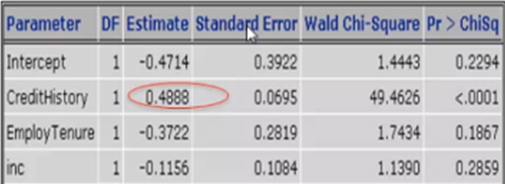 Parameter DF Estimate Standard Error Wald Chi-Square Pr > ChiSq
Intercept 1 -0.4714 0.3922 1.4443 0.2294
CreditHistory 1 0.4888 0.0695 49.4626 <.0001
EmployTenure 1 -0.3722 0.2819 1.7434 0.1867
inc 1 -0.1156 0.1084 1.1390 0.2859